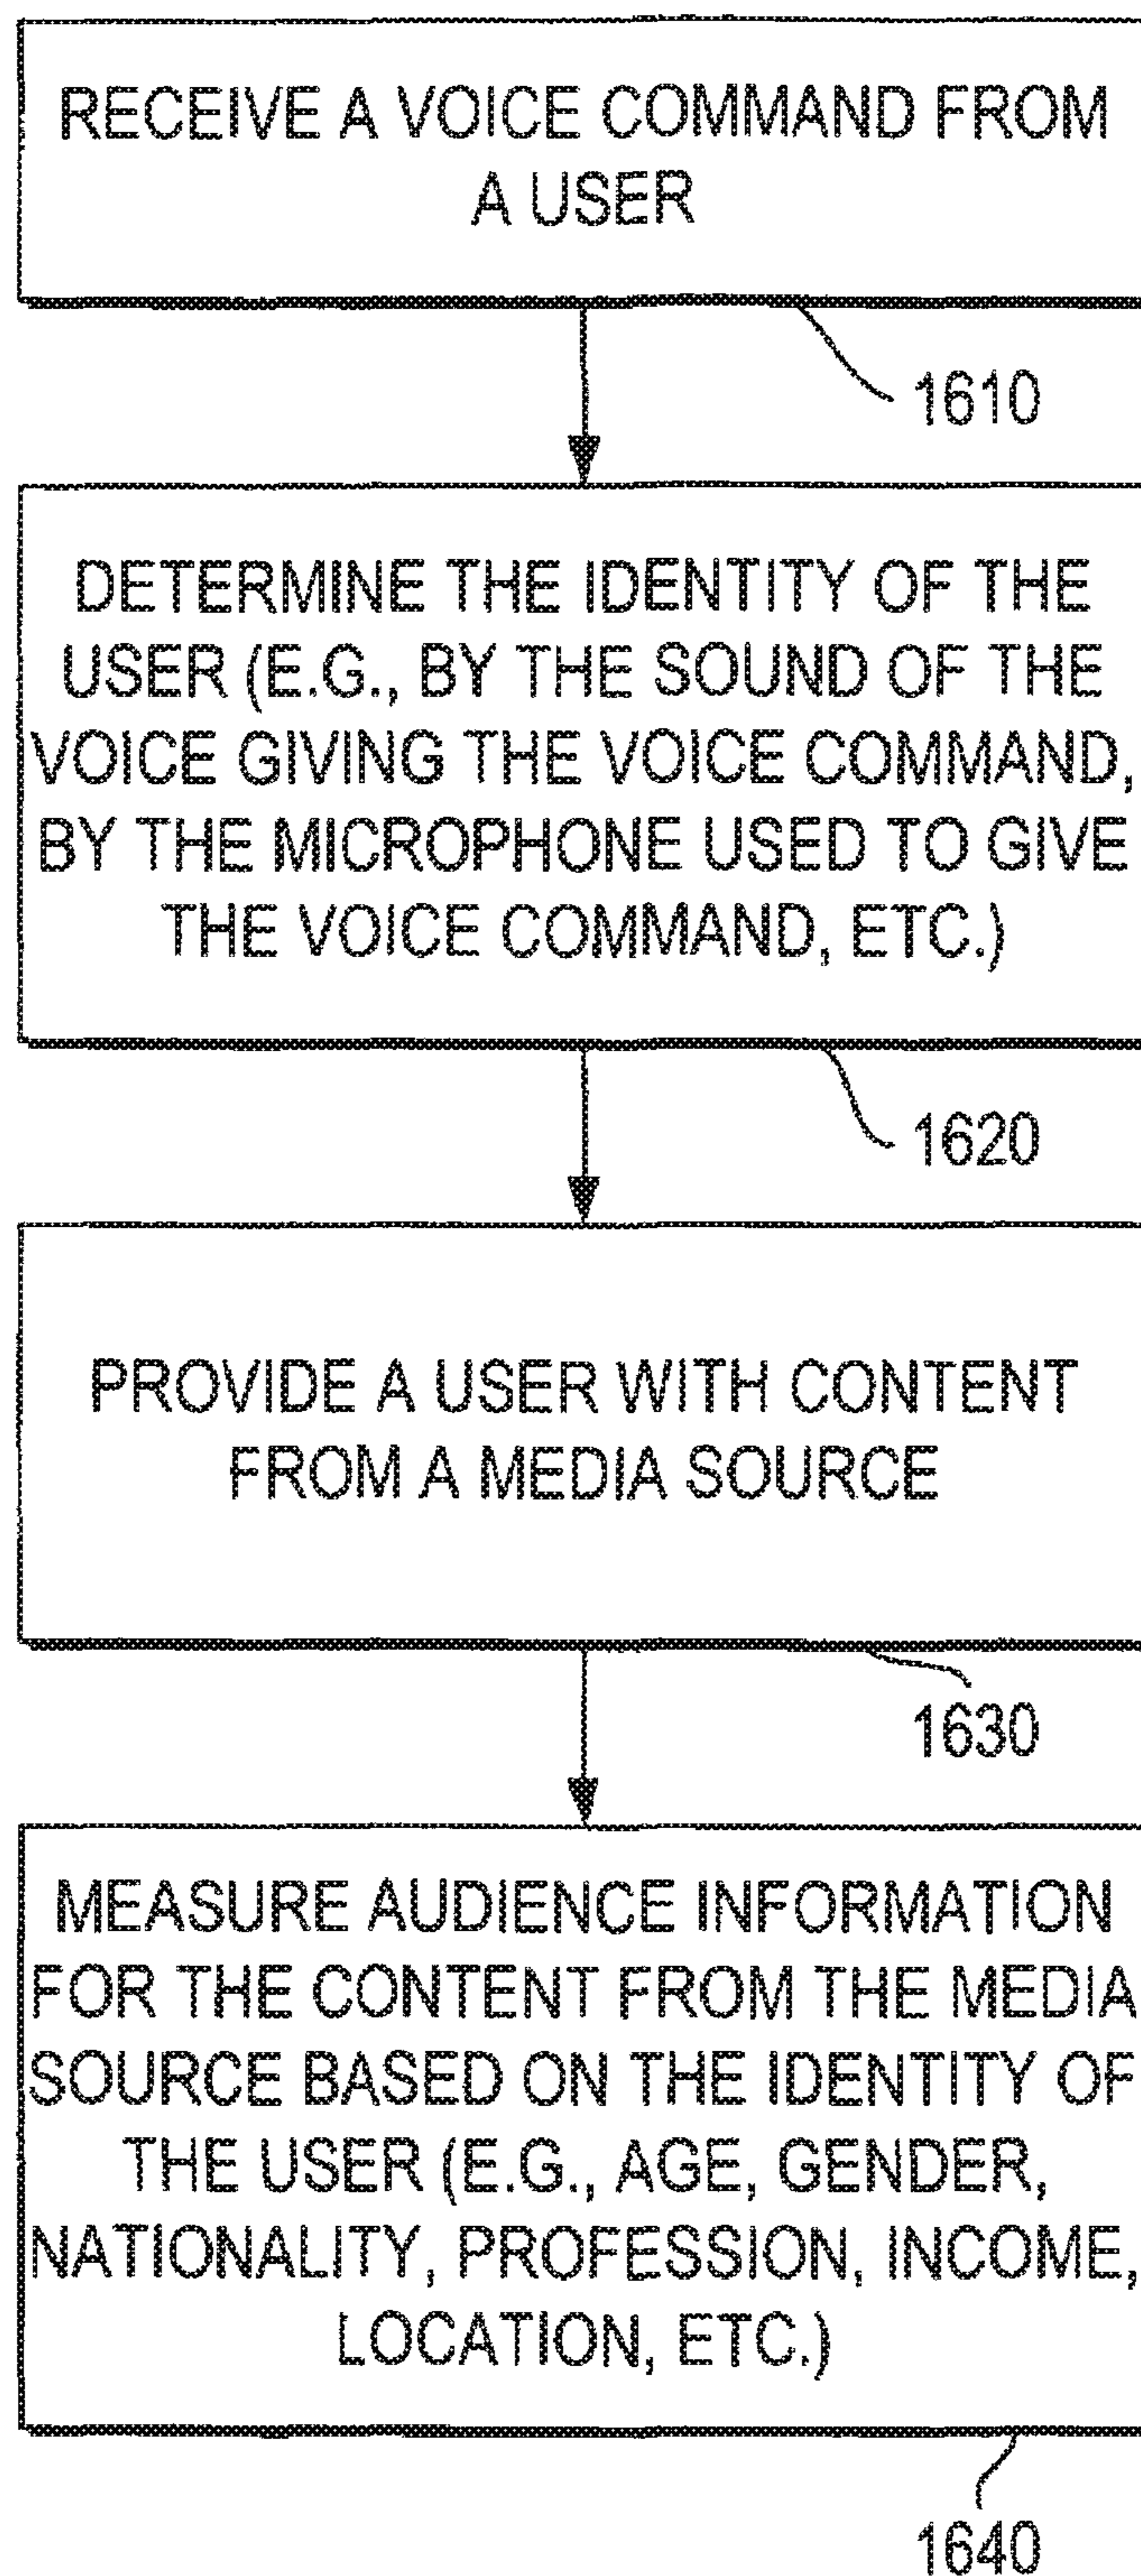 RECEIVE A VOICE COMMAND FROM
A USER
1610
DETERMINE THE IDENTITY OF THE
USER (E.G., BY THE SOUND OF THE
VOICE GIVING THE VOICE COMMAND,
BY THE MICROPHONE USED TO GIVE
THE VOICE COMMAND, ETC.)
1620
PROVIDE A USER WITH CONTENT
FROM A MEDIA SOURCE
1630
MEASURE AUDIENCE INFORMATION
FOR THE CONTENT FROM THE MEDIA
SOURCE BASED ON THE IDENTITY OF
THE USER (E.G., AGE, GENDER,
NATIONALITY, PROFESSION, INCOME,
LOCATION, ETC.)
1640